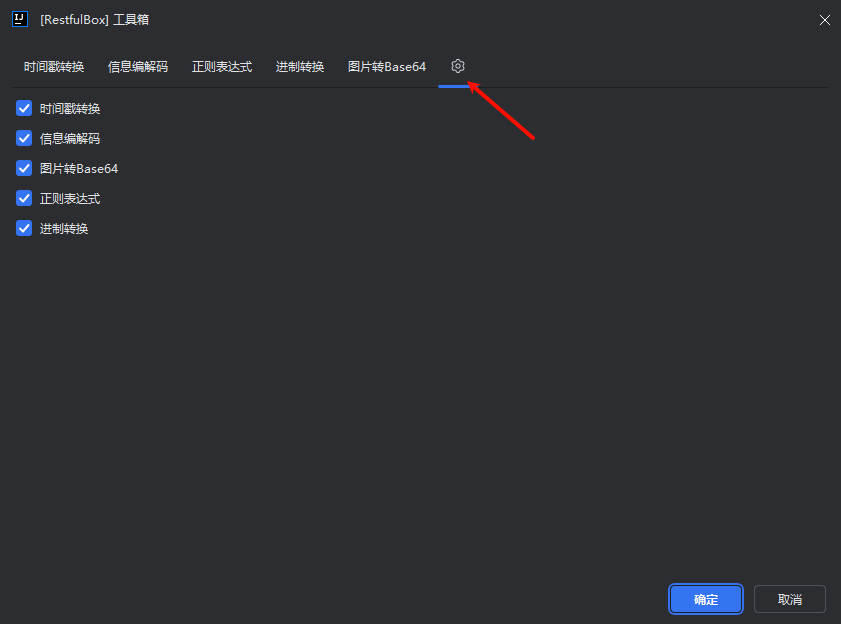 [RestfulBox] 工具箱
时间戳转换 信息编解码 正则表达式 进制转换 图片转Base64
时间戳转换
信息编解码
图片转Base64
正则表达式
进制转换
确定 取消